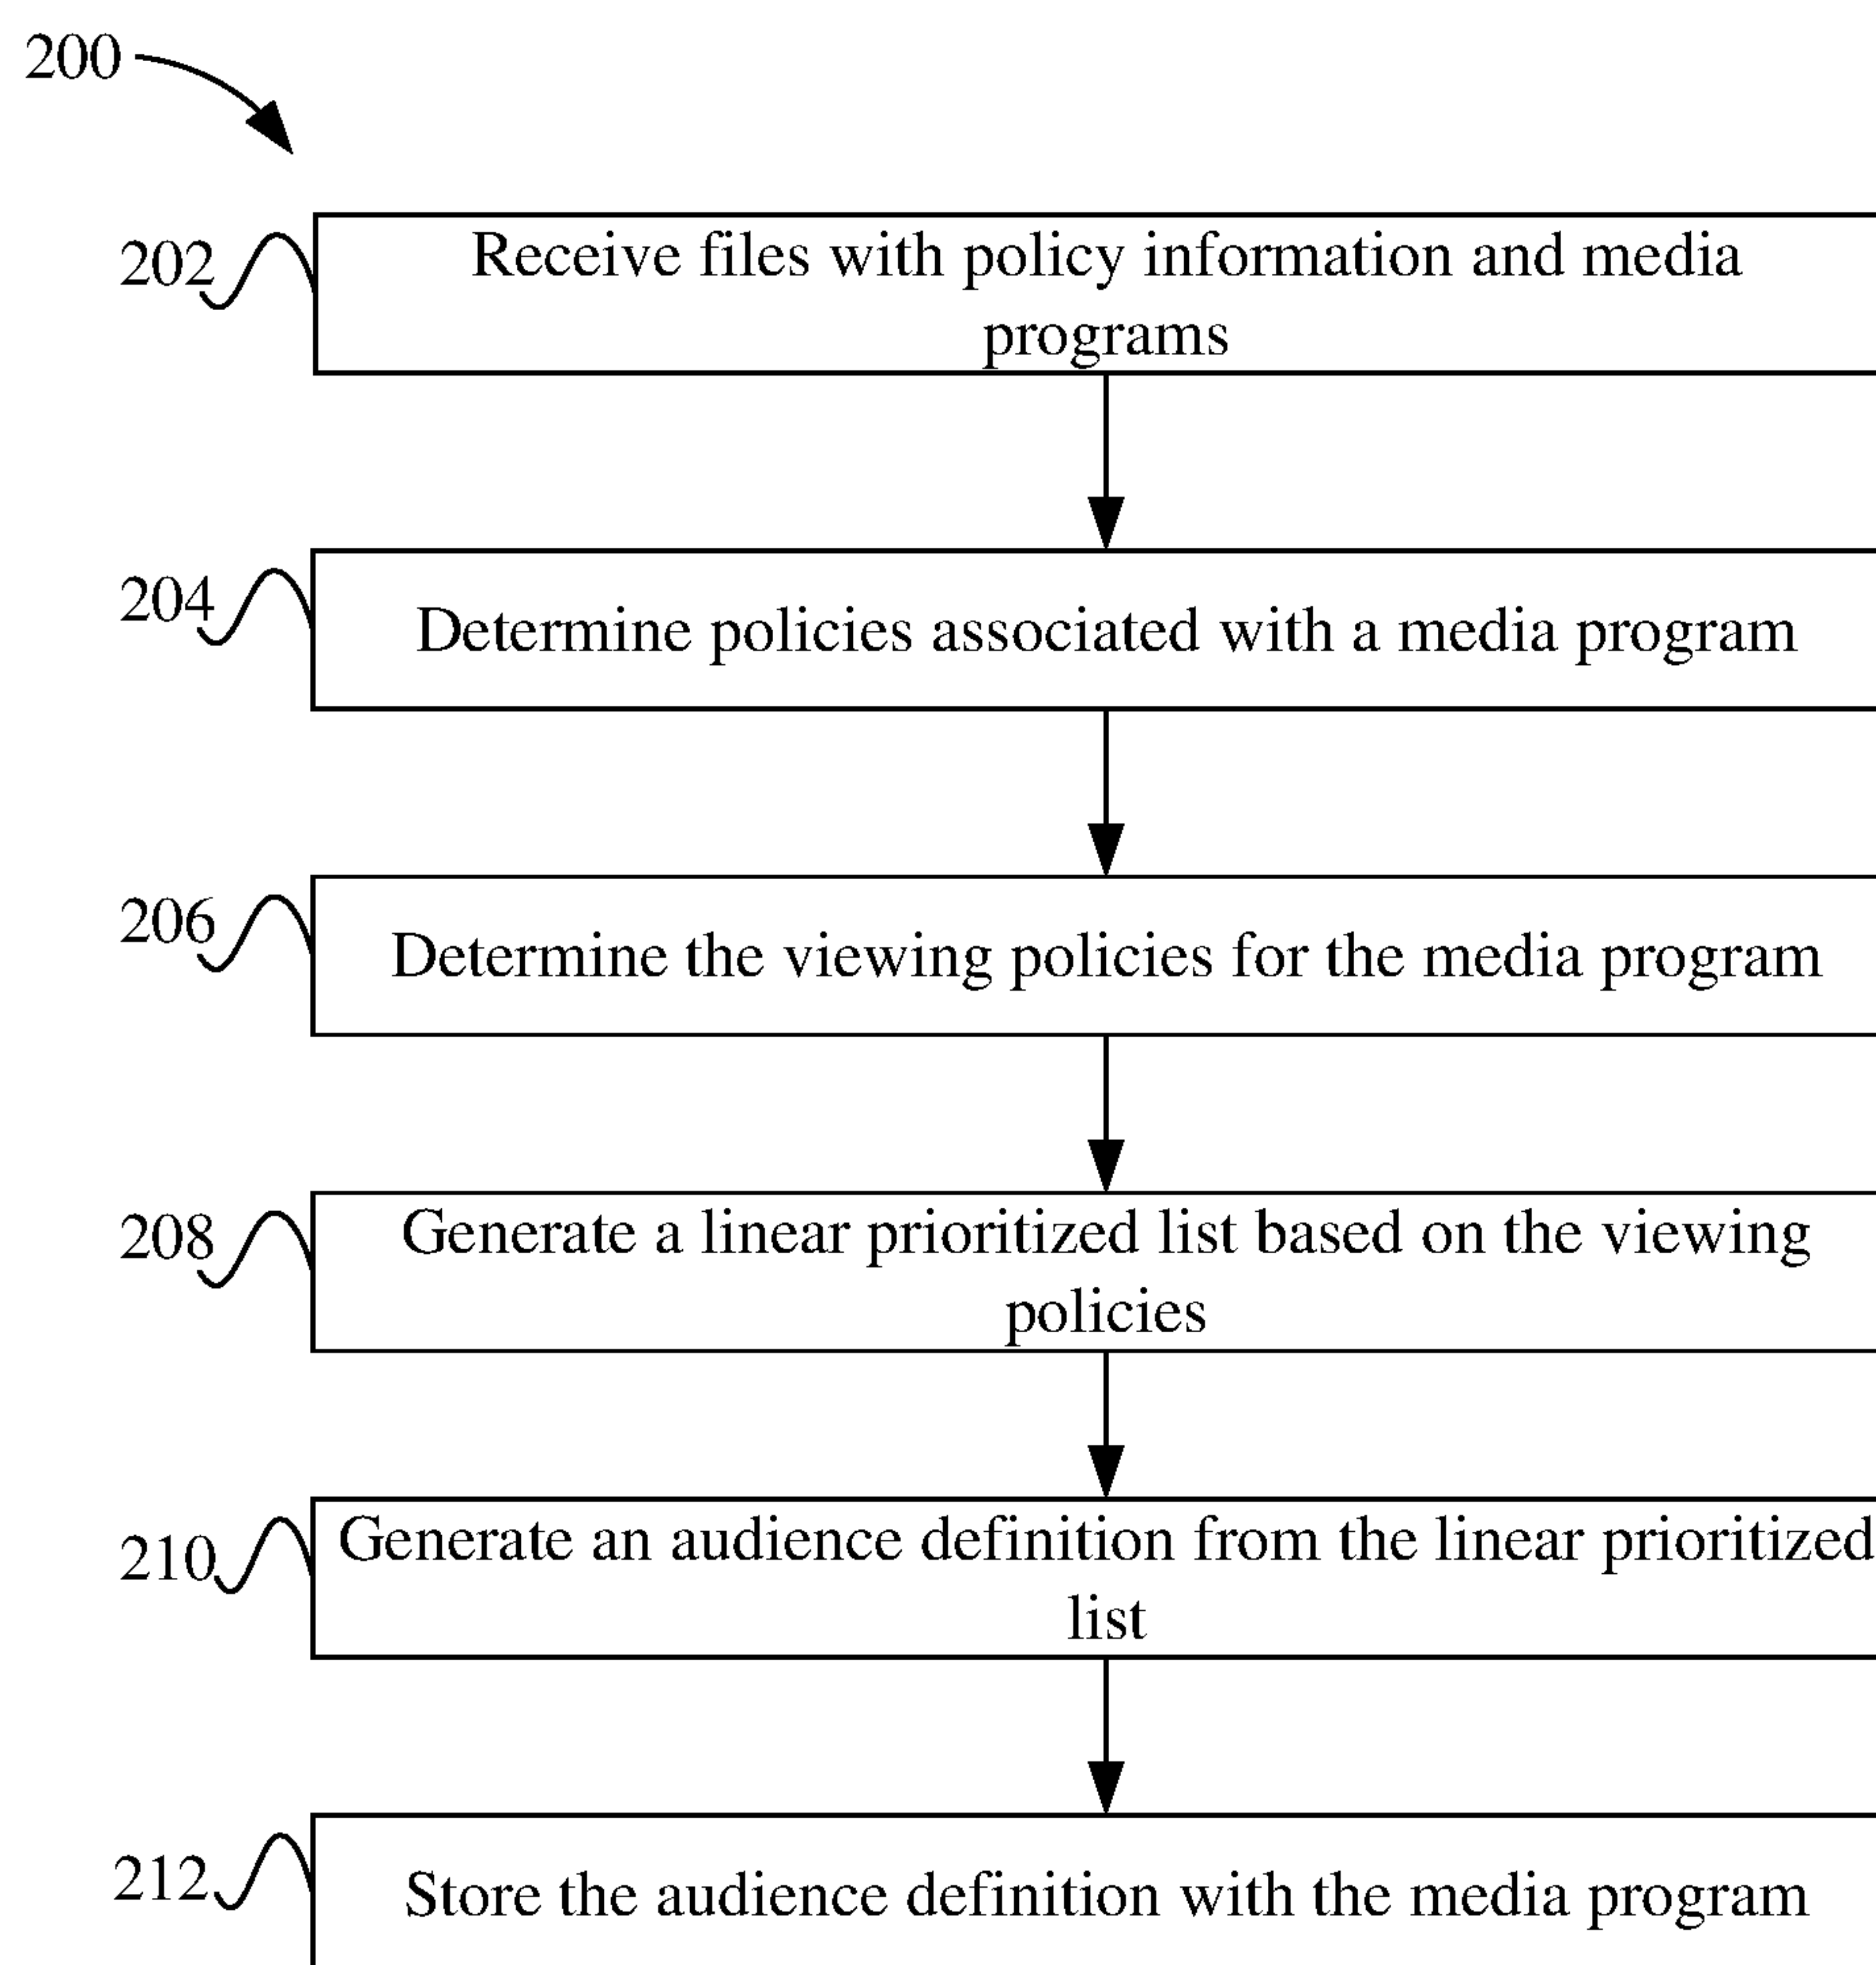 200
202
Receive files with policy information and media
programs
204
Determine policies associated with a media program
206
Determine the viewing policies for the media program
208
Generate a linear prioritized list based on the viewing
policies
210
Generate an audience definition from the linear prioritized
list
212
Store the audience definition with the media program